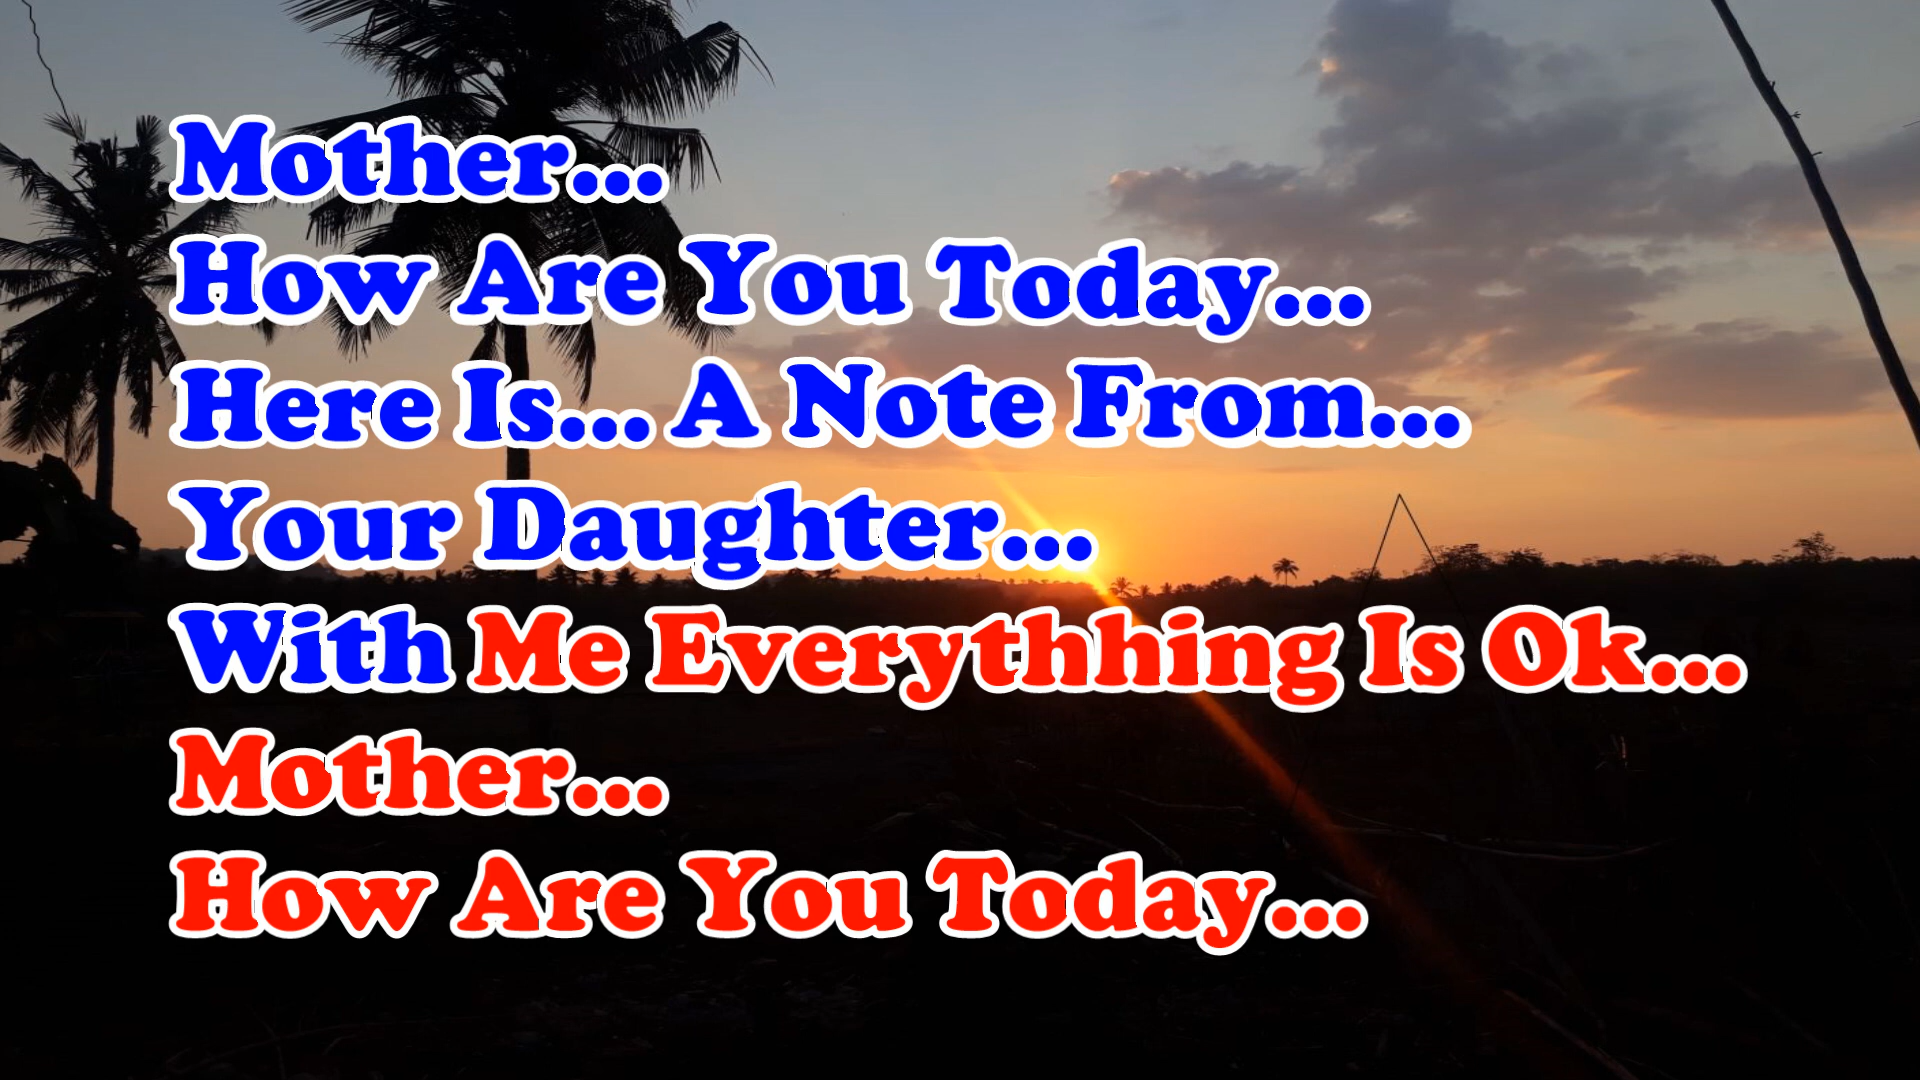 Mother...
How Are You Today...
Here Is... A Note From...
Your Daughter...
With Me Everythhing Is Ok...
Mother...
How Are You Today...